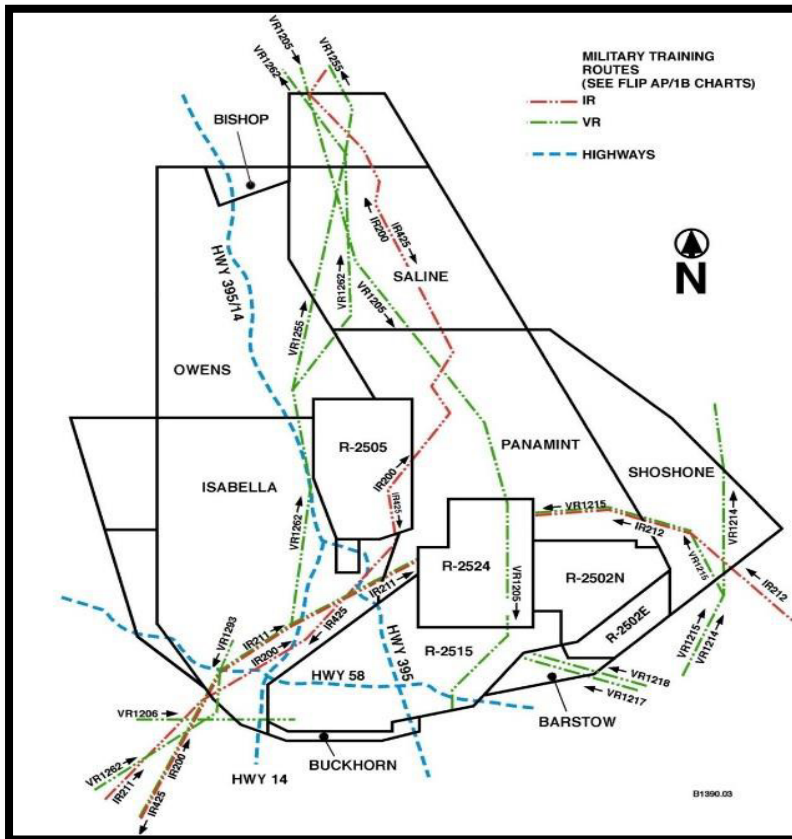 VR1205
VR1262
VR1255
MILITARY TRAINING
ROUTES
(SEE FLIP AP/1B CHARTS)
IR
VR
HIGHWAYS
BISHOP
N
IR200
IR425
SALINE
HWY 395/14
VR1262
VR1205
VR1255
OWENS
R-2505
PANAMINT
SHOSHONE
ISABELLA
IR200
IR425
VR1215
IR212
VR1214
VR1262
R-2524
R-2502N
VR1215
IR212
IR211
VR1205
R-2502E
VR1293
IR211
IR425
IR200
R-2515
HWY 395
VR1215
VR1214
HWY 58
VR1218
VR1217
VR1206
BARSTOW
VR1262
IR211
IR200
IR425
BUCKHORN
HWY 14
B1390.03